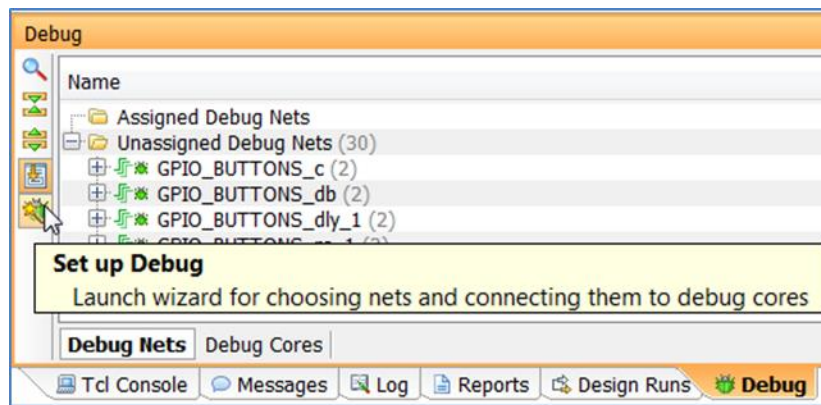 Debug
Name
Assigned Debug Nets
Unassigned Debug Nets (30)
GPIO_BUTTONS_c (2)
GPIO_BUTTONS_db (2)
GPIO_BUTTONS_dly_1 (2)
Set up Debug
Launch wizard for choosing nets and connecting them to debug cores
Debug Nets Debug Cores
Tcl Console Messages Log Reports Design Runs Debug